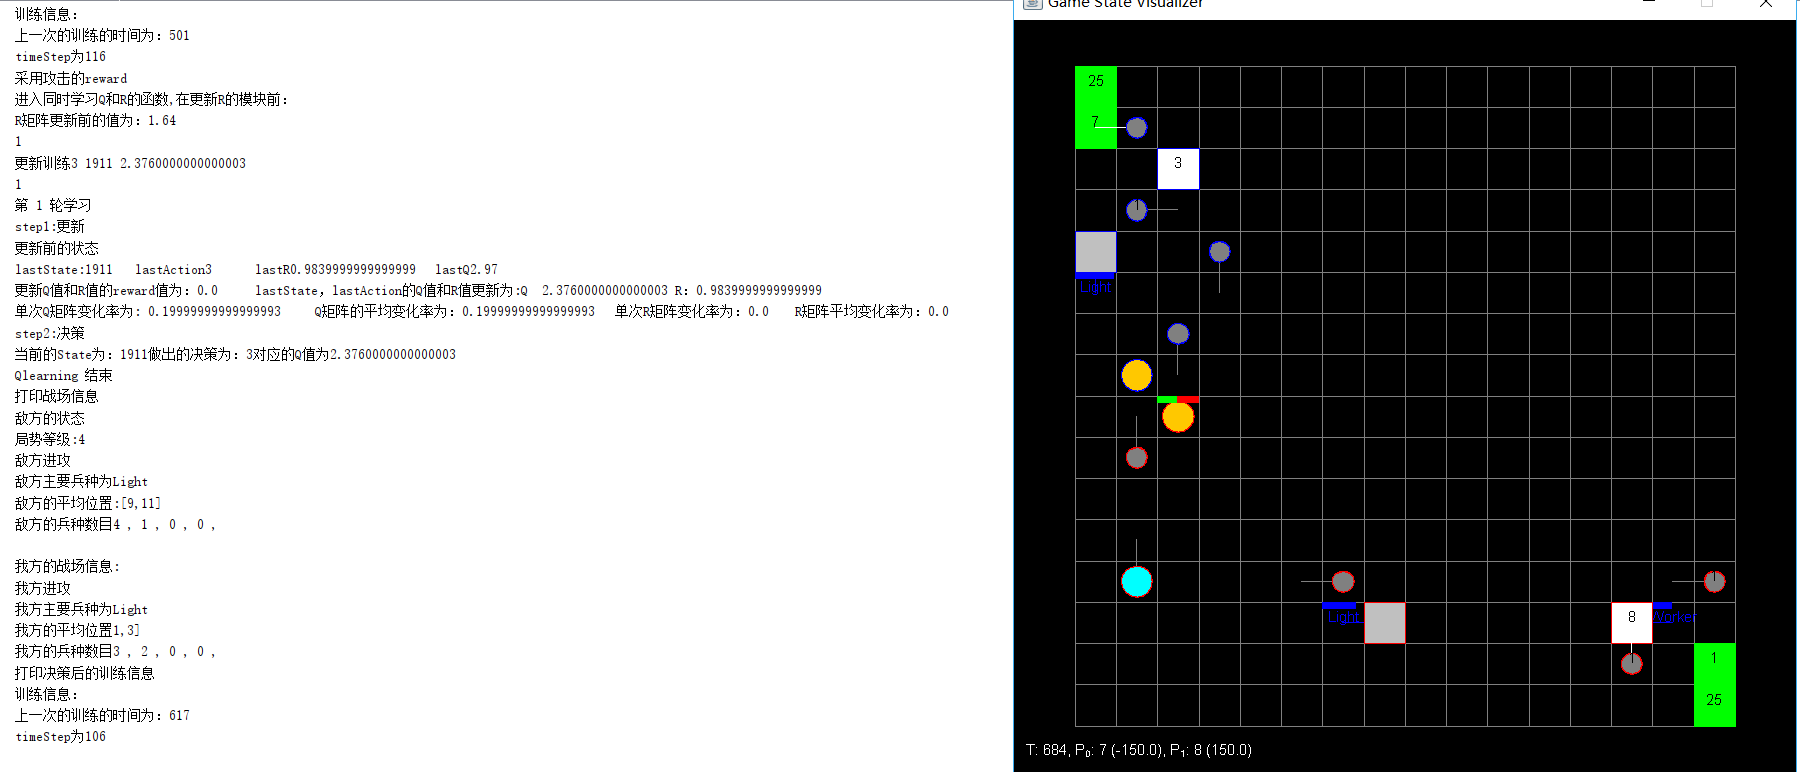 训练信息:
上一次的训练的时间为: 501
timeStep为116
采用攻击的reward
进入同时学习Q和R的函数,在更新R的模块前:
R矩阵更新前的值为: 1.64
1
更新训练3 1911 2.3760000000000003
1
第 1 轮学习
step1:更新
更新前的状态
lastState:1911 lastAction3 lastR0.9839999999999999 lastQ2.97
更新Q值和R值的reward值为: 0.0 lastState, lastAction的Q值和R值更新为:Q 2.3760000000000003 R: 0.9839999999999999
单次Q矩阵变化率为: 0.19999999999999993 Q矩阵的平均变化率为: 0.19999999999999993 单次R矩阵变化率为: 0.0 R矩阵平均变化率为: 0.0
step2:决策
当前的State为: 1911做出的决策为: 3对应的Q值为2.3760000000000003
Qlearning 结束
打印战场信息
敌方的状态
局势等级:4
敌方进攻
敌方主要兵种为Light
敌方的平均位置:[9,11]
敌方的兵种数目4 , 1 , 0 , 0 ,
我方的战场信息:
我方进攻
我方主要兵种为Light
我方的平均位置1,3]
我方的兵种数目3 , 2 , 0 , 0 ,
打印决策后的训练信息
训练信息:
上一次的训练的时间为: 617
timeStep为106
Game State Visualizer
25
7
3
Light
Light
8
Worker
1
25
T: 684, P₀: 7 (-150.0), P₁: 8 (150.0)